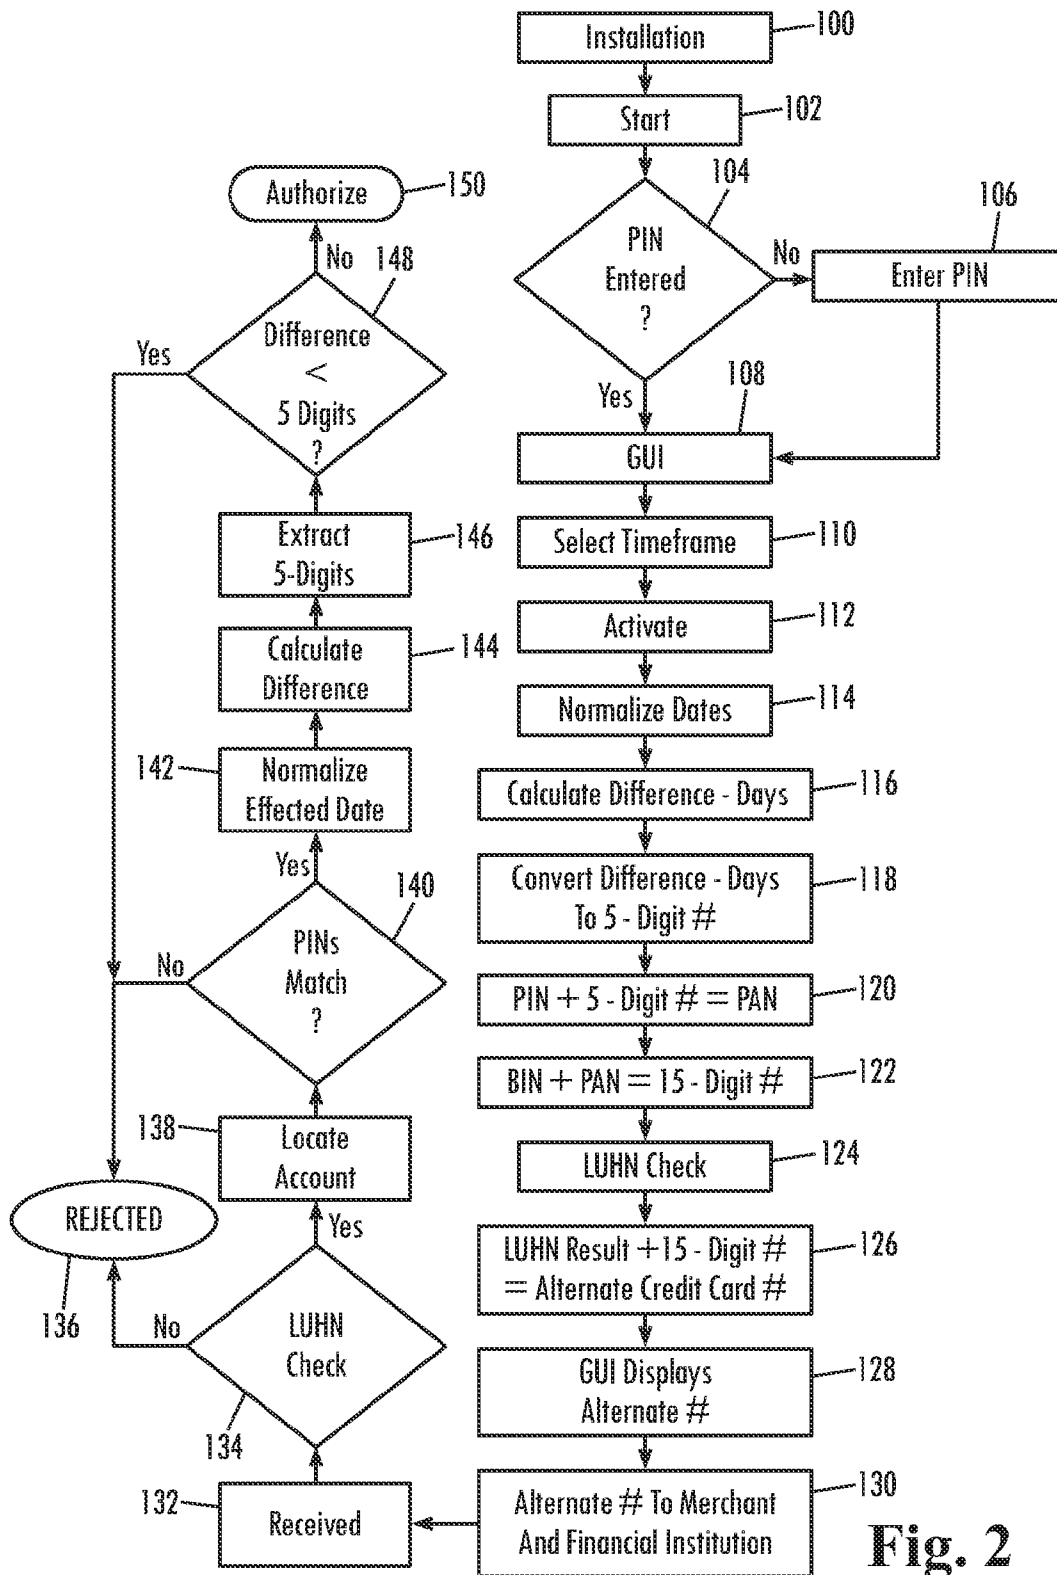 Installation
100
Start
102
104
PIN
Entered
?
No
106
Enter PIN
Yes
108
GUI
Select Timeframe
110
Activate
112
Normalize Dates
114
Calculate Difference - Days
116
Convert Difference - Days
To 5 - Digit #
118
PIN + 5 - Digit # = PAN
120
BIN + PAN = 15 - Digit #
122
LUHN Check
124
LUHN Result +15 - Digit #
= Alternate Credit Card #
126
GUI Displays
Alternate #
128
Alternate # To Merchant
And Financial Institution
130
132
Received
LUHN
Check
134
No
Yes
REJECTED
136
138
Locate
Account
PINs
Match
?
140
No
Yes
142
Normalize
Effected Date
Calculate
Difference
144
Extract
5-Digits
146
Difference
<
5 Digits
?
148
Yes
No
Authorize
150
Fig. 2